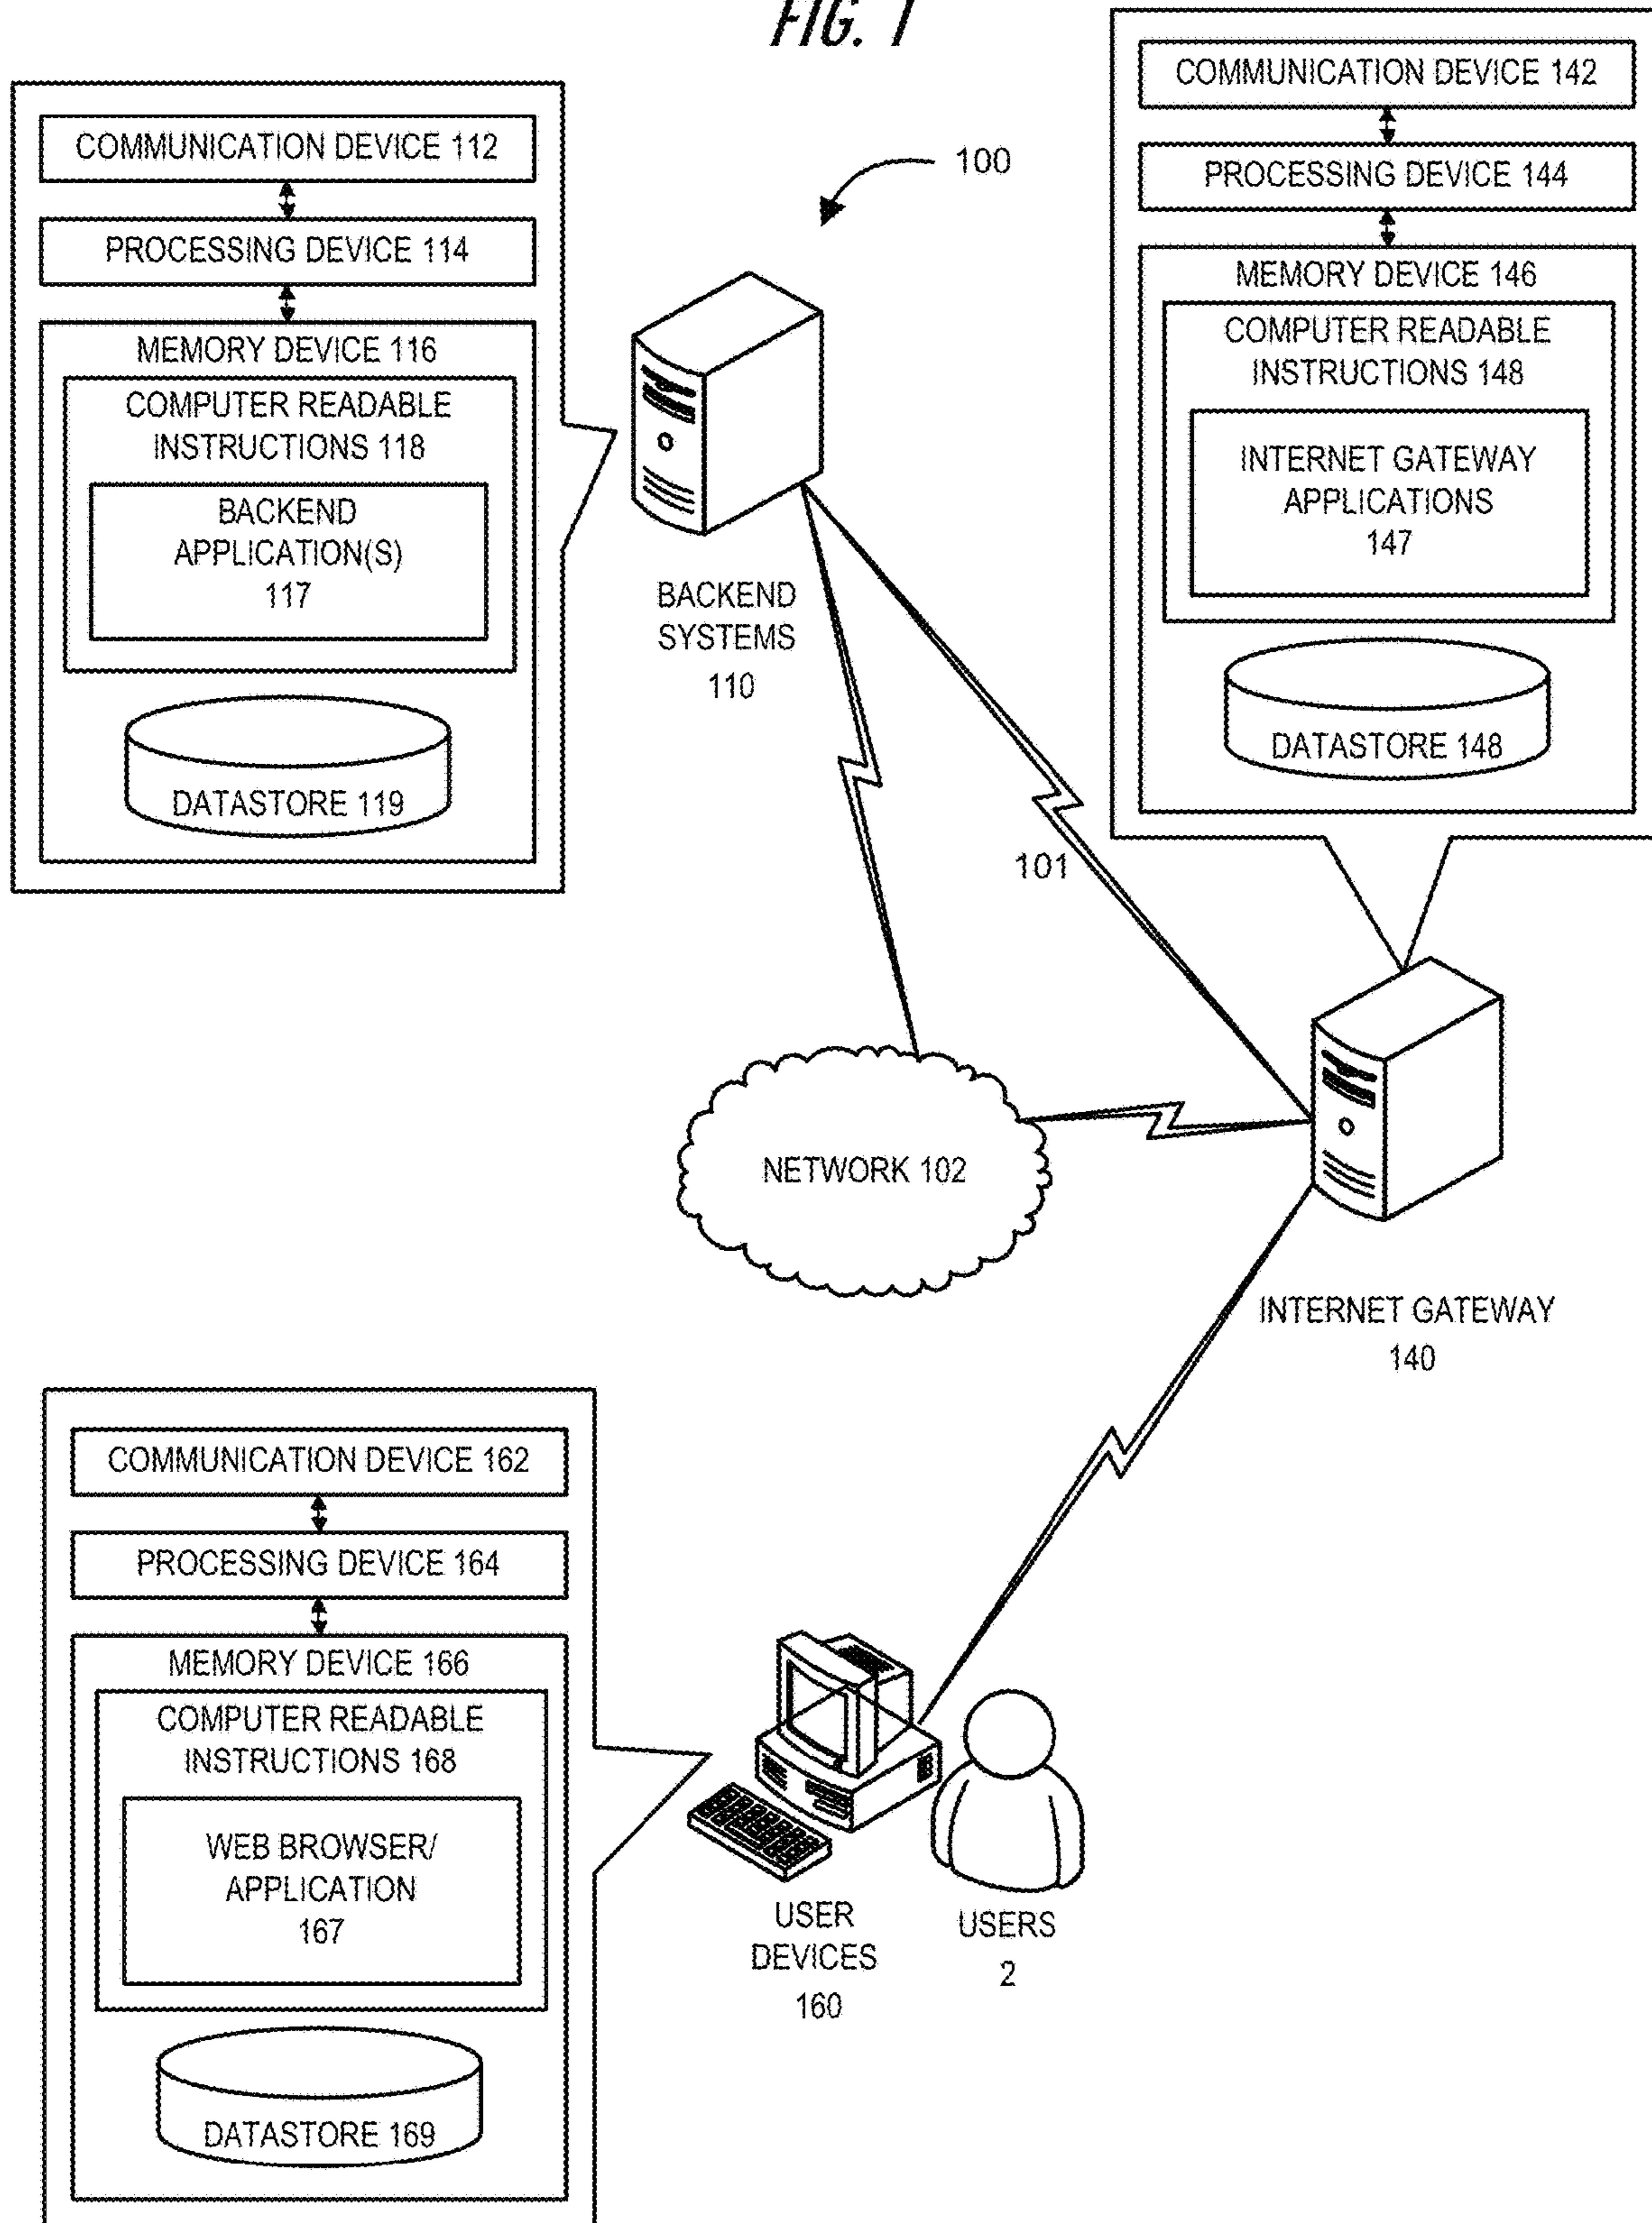 FIG. 1
COMMUNICATION DEVICE 112
PROCESSING DEVICE 114
MEMORY DEVICE 116
COMPUTER READABLE
INSTRUCTIONS 118
BACKEND
APPLICATION(S)
117
DATASTORE 119
100
BACKEND
SYSTEMS
110
COMMUNICATION DEVICE 142
PROCESSING DEVICE 144
MEMORY DEVICE 146
COMPUTER READABLE
INSTRUCTIONS 148
INTERNET GATEWAY
APPLICATIONS
147
DATASTORE 148
101
NETWORK 102
INTERNET GATEWAY
140
COMMUNICATION DEVICE 162
PROCESSING DEVICE 164
MEMORY DEVICE 166
COMPUTER READABLE
INSTRUCTIONS 168
WEB BROWSER/
APPLICATION
167
DATASTORE 169
USER
DEVICES
160
USERS
2